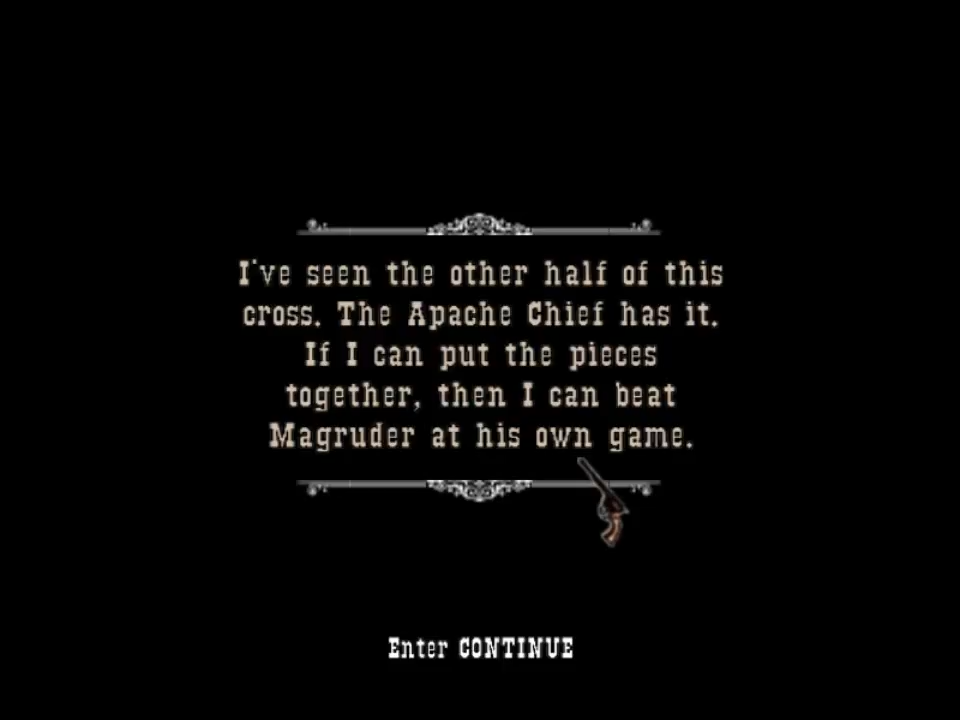 I've seen the other half of this
cross. The Apache Chief has it.
If I can put the pieces
together, then I can beat
Magruder at his own game.
Enter CONTINUE